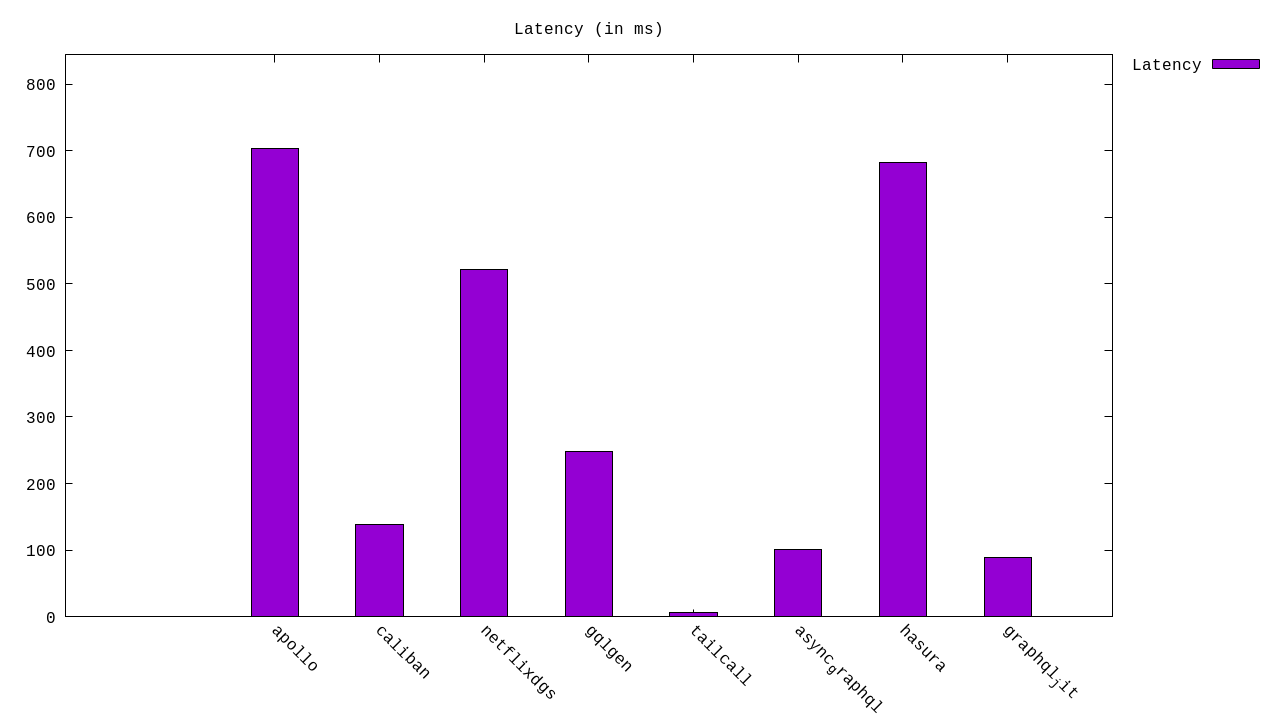 Latency (in ms)
Latency
800
700
600
500
400
300
200
100
0
apollo
caliban
netflixdgs
gqlgen
tailcall
async_graphql
hasura
graphql_jit